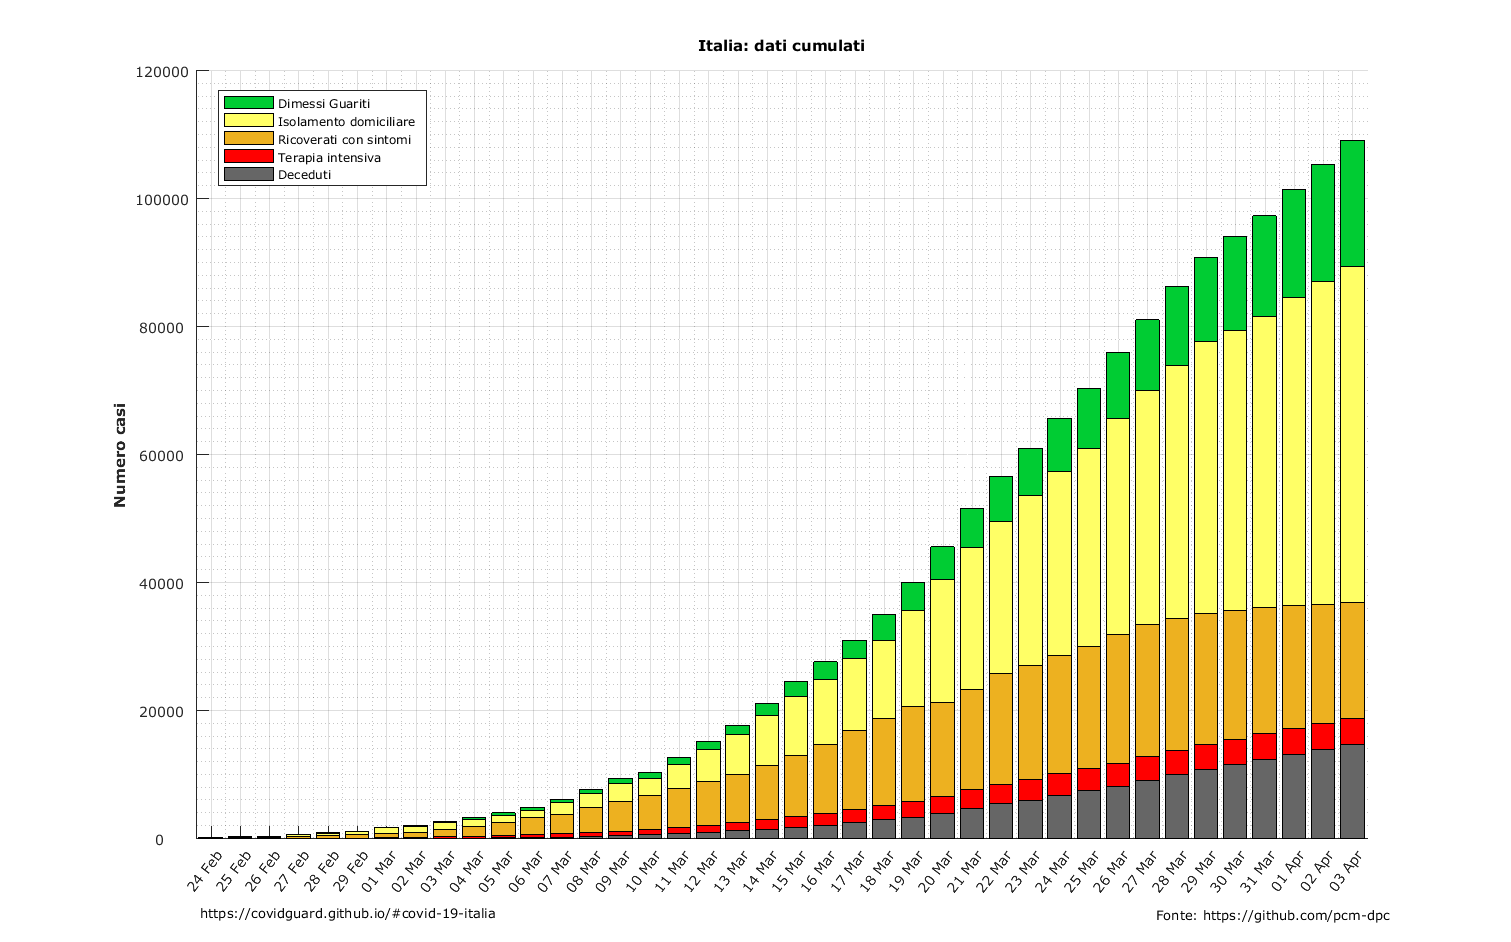 Italia: dati cumulati
120000
100000
80000
60000
40000
20000
0
Numero casi
Dimessi Guariti
Isolamento domiciliare
Ricoverati con sintomi
Terapia intensiva
Deceduti
24 Feb
25 Feb
26 Feb
27 Feb
28 Feb
29 Feb
01 Mar
02 Mar
03 Mar
04 Mar
05 Mar
06 Mar
07 Mar
08 Mar
09 Mar
10 Mar
11 Mar
12 Mar
13 Mar
14 Mar
15 Mar
16 Mar
17 Mar
18 Mar
19 Mar
20 Mar
21 Mar
22 Mar
23 Mar
24 Mar
25 Mar
26 Mar
27 Mar
28 Mar
29 Mar
30 Mar
31 Mar
01 Apr
02 Apr
03 Apr
https://covidguard.github.io/#covid-19-italia
Fonte: https://github.com/pcm-dpc